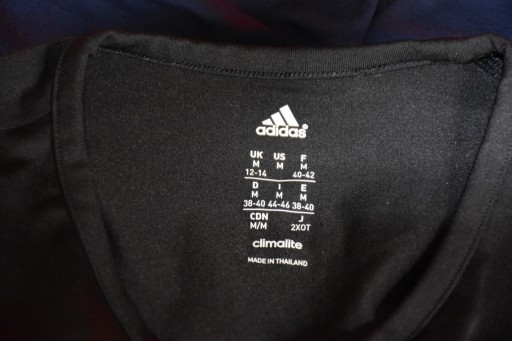 adidas®
UK US F
M M M
12-14 40-42
D I E
M M M
38-40 44-46 38-40
CDN J
M/M 2XOT
climalite
MADE IN THAILAND